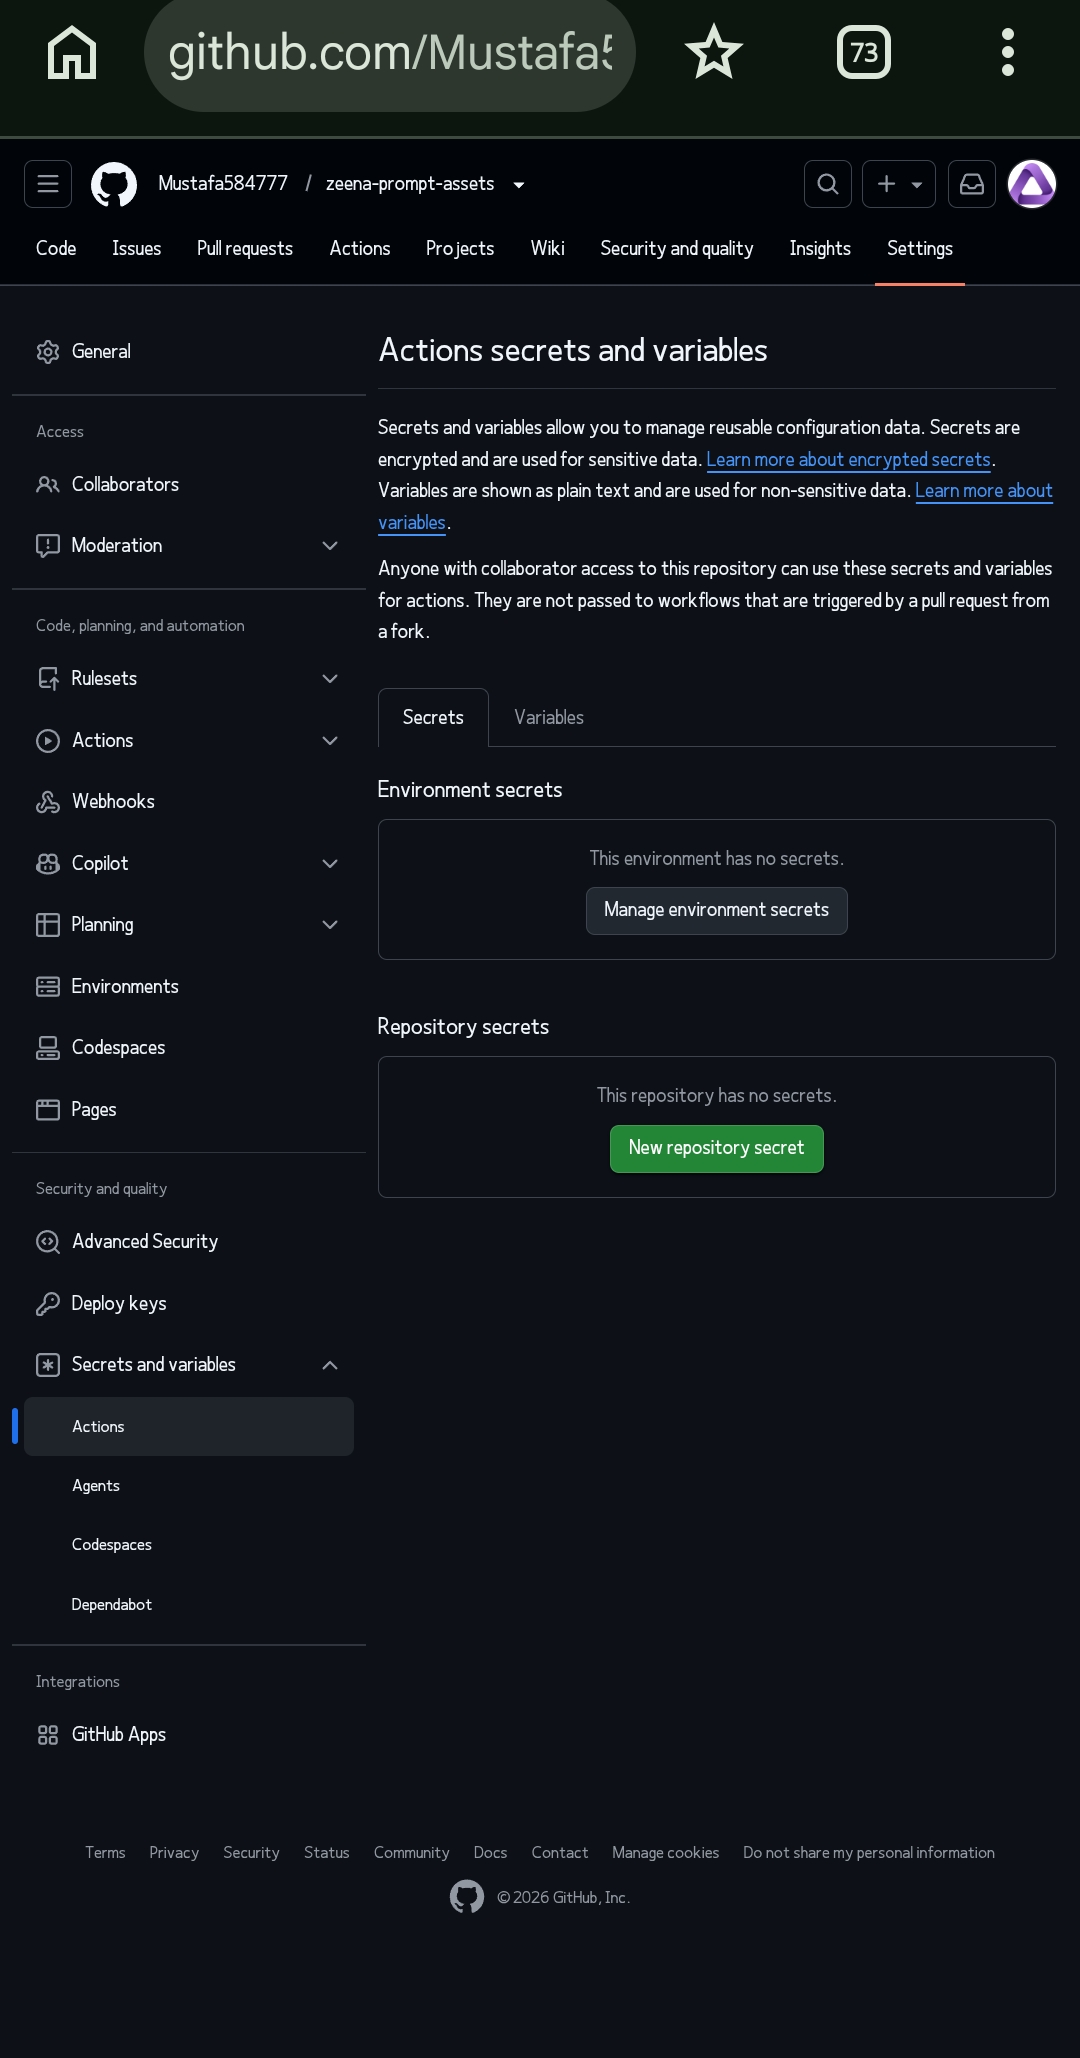 github.com/Mustafa5
73
Mustafa584777 / zeena-prompt-assets
Code Issues Pull requests Actions Projects Wiki Security and quality Insights Settings
General
Access
Collaborators
Moderation
Code, planning, and automation
Rulesets
Actions
Webhooks
Copilot
Planning
Environments
Codespaces
Pages
Security and quality
Advanced Security
Deploy keys
Secrets and variables
Actions
Agents
Codespaces
Dependabot
Integrations
GitHub Apps
Actions secrets and variables
Secrets and variables allow you to manage reusable configuration data. Secrets are
encrypted and are used for sensitive data. Learn more about encrypted secrets.
Variables are shown as plain text and are used for non-sensitive data. Learn more about
variables.
Anyone with collaborator access to this repository can use these secrets and variables
for actions. They are not passed to workflows that are triggered by a pull request from
a fork.
Secrets Variables
Environment secrets
This environment has no secrets.
Manage environment secrets
Repository secrets
This repository has no secrets.
New repository secret
Terms Privacy Security Status Community Docs Contact Manage cookies Do not share my personal information
© 2026 GitHub, Inc.